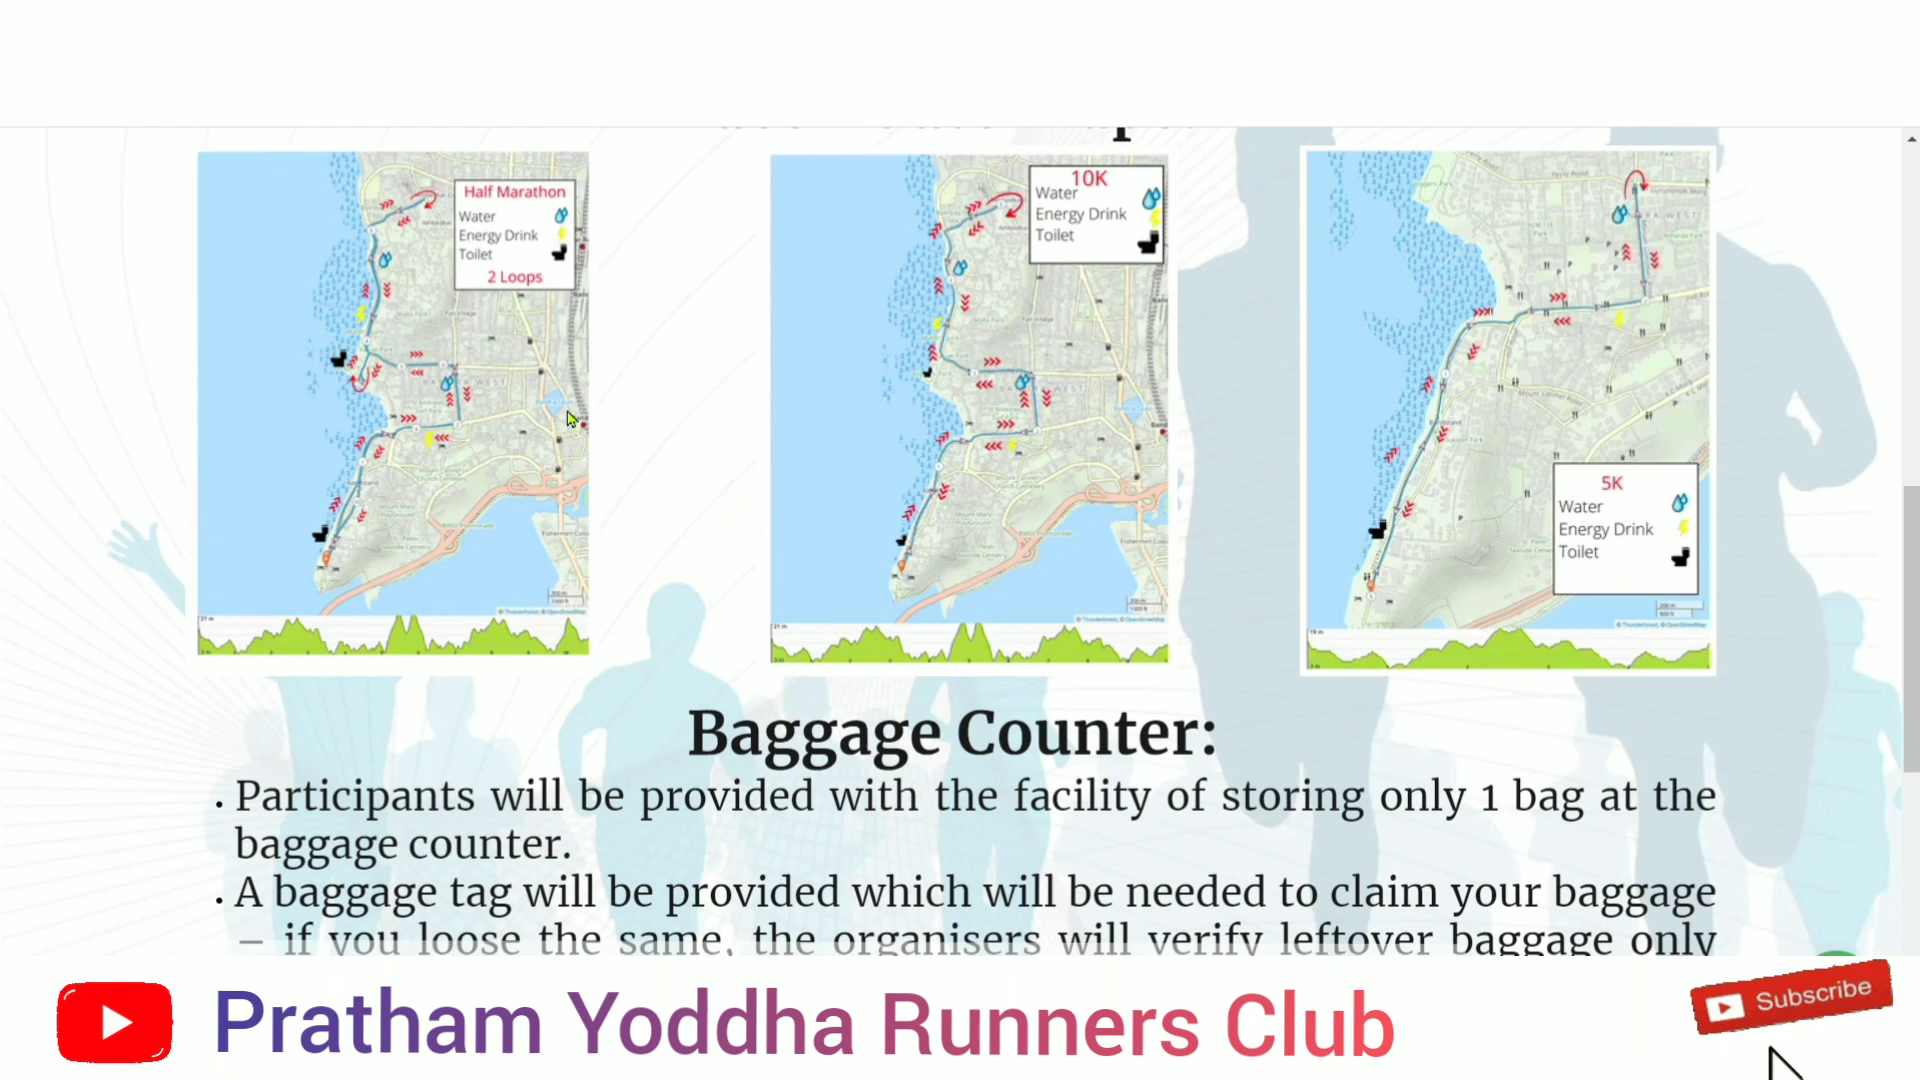 Half Marathon
Water
Energy Drink
Toilet
2 Loops
10K
Water
Energy Drink
Toilet
5K
Water
Energy Drink
Toilet
Baggage Counter:
• Participants will be provided with the facility of storing only 1 bag at the
baggage counter.
• A baggage tag will be provided which will be needed to claim your baggage
– if you loose the same, the organisers will verify leftover baggage only
Pratham Yoddha Runners Club
Subscribe